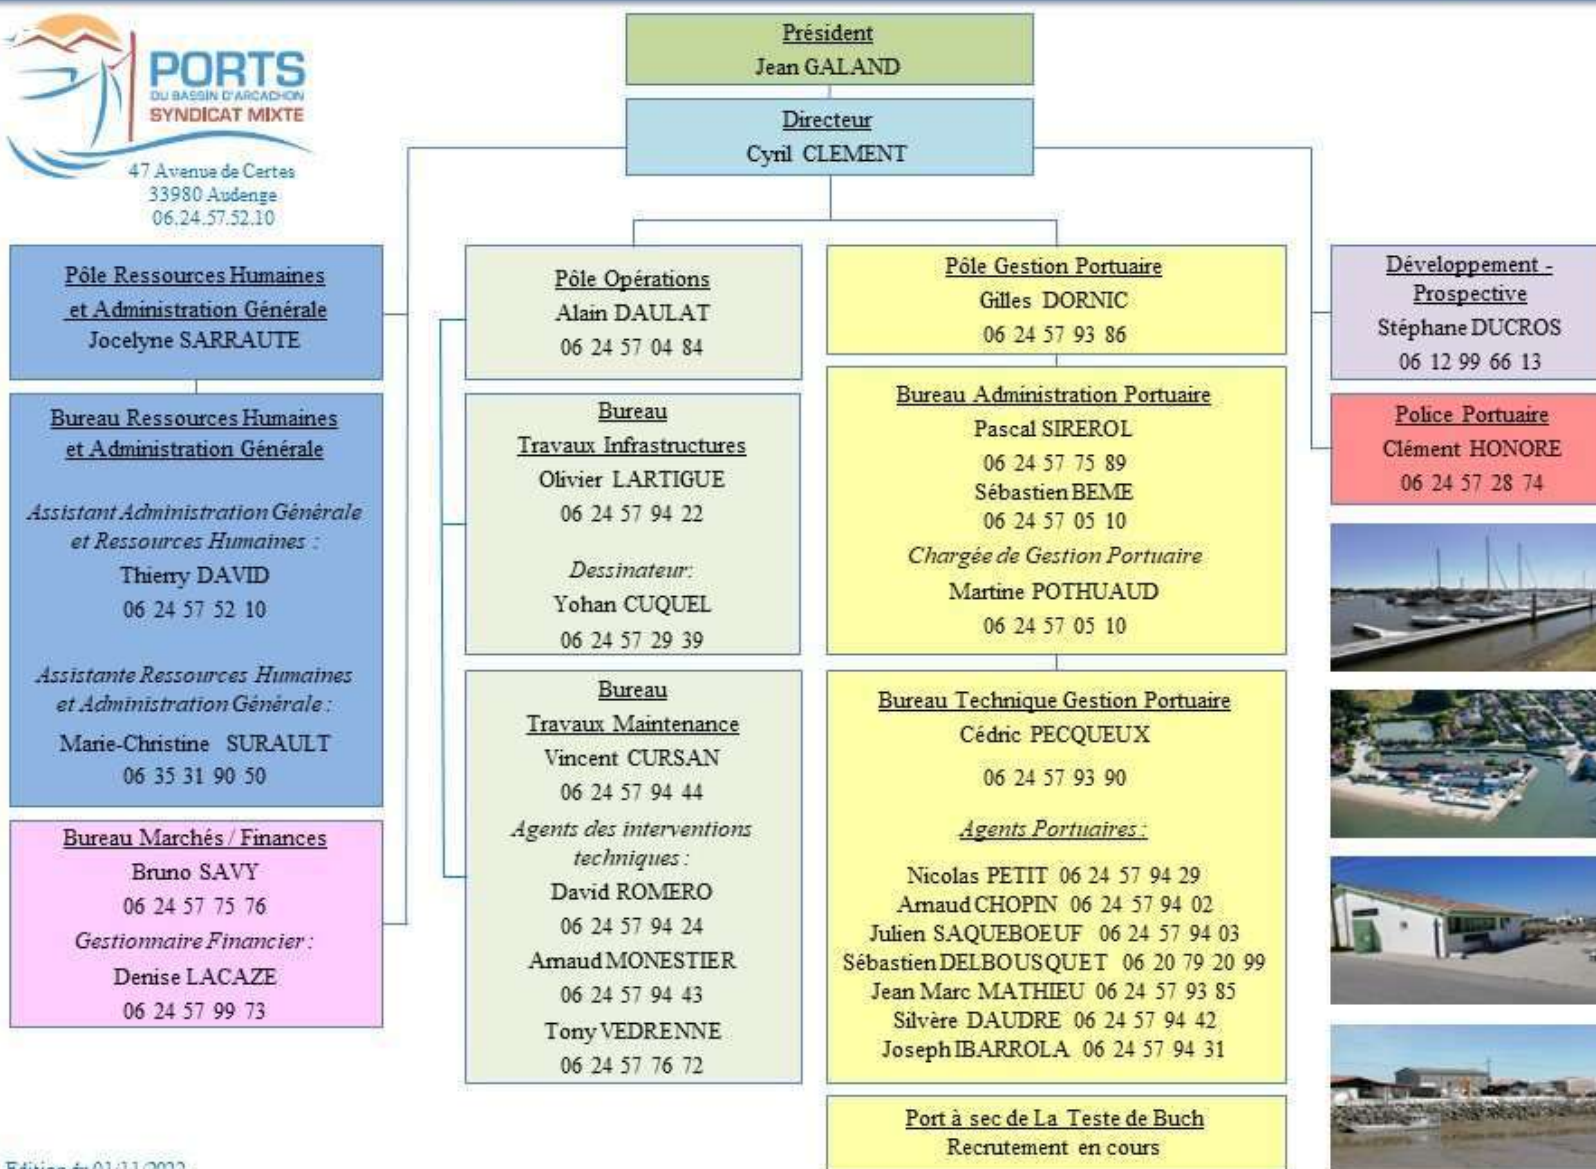 PORTS
DU BASSIN D'ARCACHON
SYNDICAT MIXTE
47 Avenue de Certes
33980 Audenge
06.24.57.52.10
Président
Jean GALAND
Directeur
Cyril CLEMENT
Pôle Ressources Humaines
et Administration Générale
Jocelyne SARRAUTE
Bureau Ressources Humaines
et Administration Générale
Assistant Administration Générale
et Ressources Humaines :
Thierry DAVID
06 24 57 52 10
Assistante Ressources Humaines
et Administration Générale :
Marie-Christine SURAULT
06 35 31 90 50
Bureau Marchés / Finances
Bruno SAVY
06 24 57 75 76
Gestionnaire Financier :
Denise LACAZE
06 24 57 99 73
Pôle Opérations
Alain DAULAT
06 24 57 04 84
Bureau
Travaux Infrastructures
Olivier LARTIGUE
06 24 57 94 22
Dessinateur:
Yohan CUQUEL
06 24 57 29 39
Bureau
Travaux Maintenance
Vincent CURSAN
06 24 57 94 44
Agents des interventions
techniques :
David ROMERO
06 24 57 94 24
Arnaud MONESTIER
06 24 57 94 43
Tony VEDRENNE
06 24 57 76 72
Pôle Gestion Portuaire
Gilles DORNIC
06 24 57 93 86
Bureau Administration Portuaire
Pascal SIREROL
06 24 57 75 89
Sébastien BEME
06 24 57 05 10
Chargée de Gestion Portuaire
Martine POTHUAUD
06 24 57 05 10
Bureau Technique Gestion Portuaire
Cédric PECQUEUX
06 24 57 93 90
Agents Portuaires :
Nicolas PETIT 06 24 57 94 29
Arnaud CHOPIN 06 24 57 94 02
Julien SAQUEBOEUF 06 24 57 94 03
Sébastien DELBOUSQUET 06 20 79 20 99
Jean Marc MATHIEU 06 24 57 93 85
Silvère DAUDRE 06 24 57 94 42
Joseph IBARROLA 06 24 57 94 31
Port à sec de La Teste de Buch
Recrutement en cours
Développement -
Prospective
Stéphane DUCROS
06 12 99 66 13
Police Portuaire
Clément HONORE
06 24 57 28 74
Edition du 01/11/2022